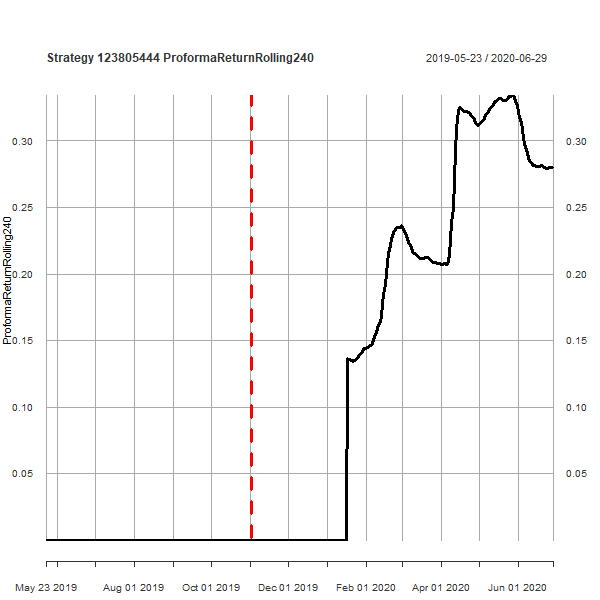 Strategy 123805444 ProformaReturnRolling240
2019-05-23 / 2020-06-29
ProformaReturnRolling240
0.30 0.30
0.25 0.25
0.20 0.20
0.15 0.15
0.10 0.10
0.05 0.05
May 23 2019 Aug 01 2019 Oct 01 2019 Dec 01 2019 Feb 01 2020 Apr 01 2020 Jun 01 2020